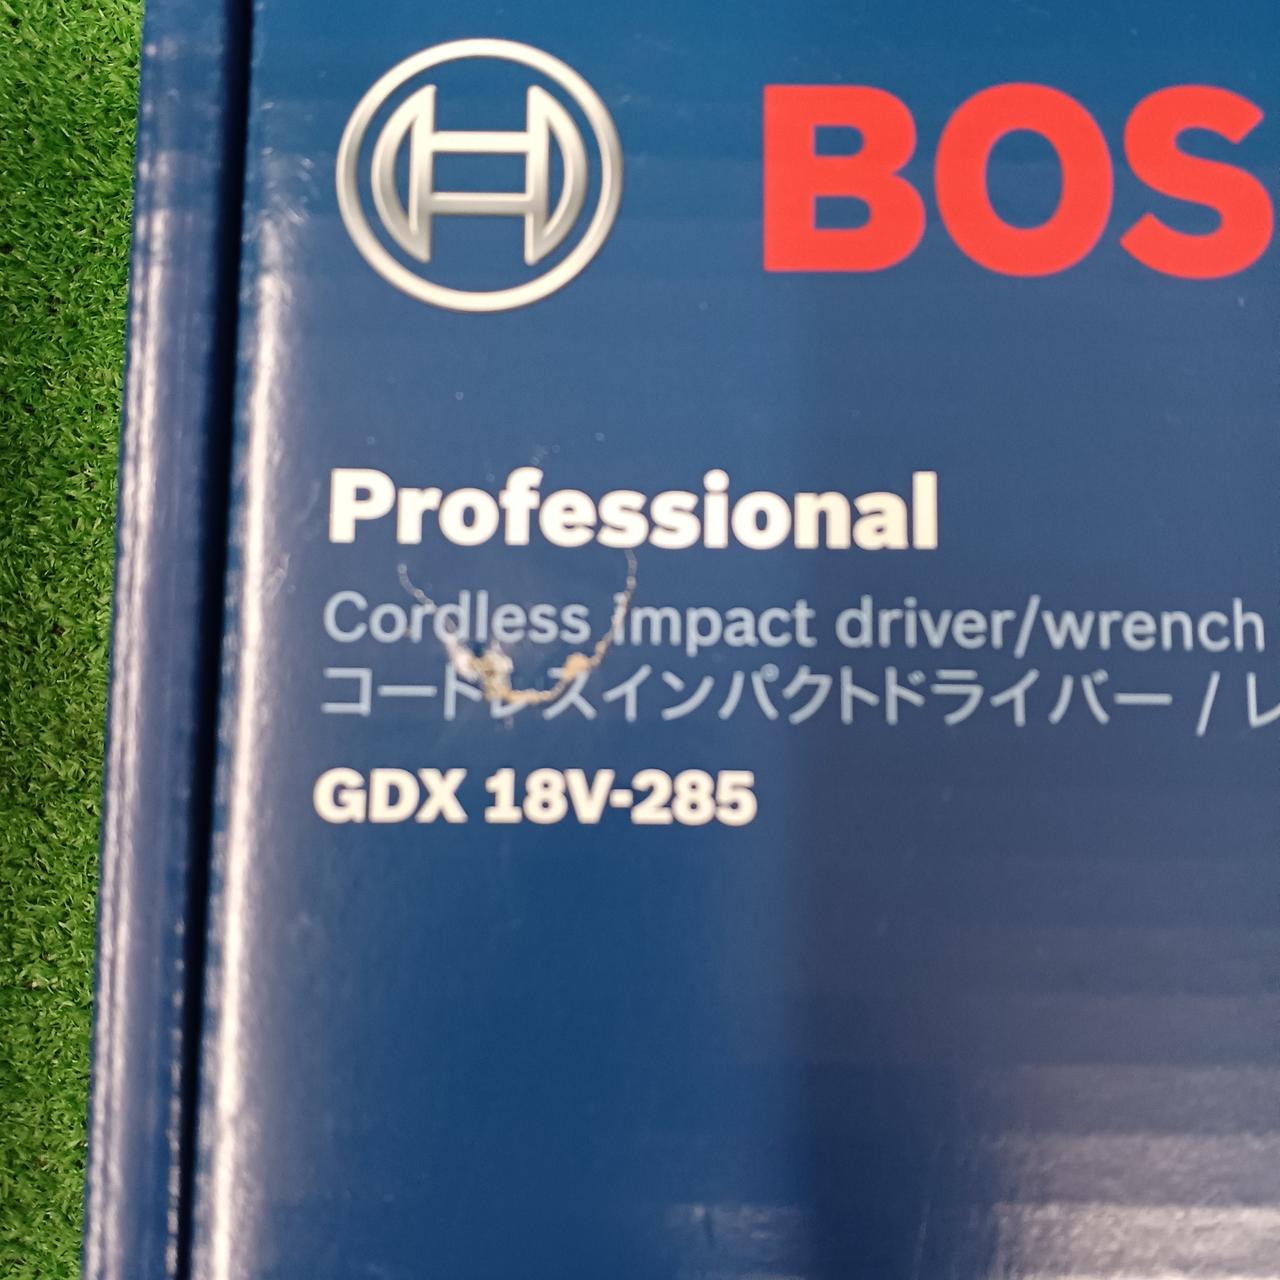 BOS
Professional
Cordless impact driver/wrench
コードレスインパクトドライバー / レ
GDX 18V-285